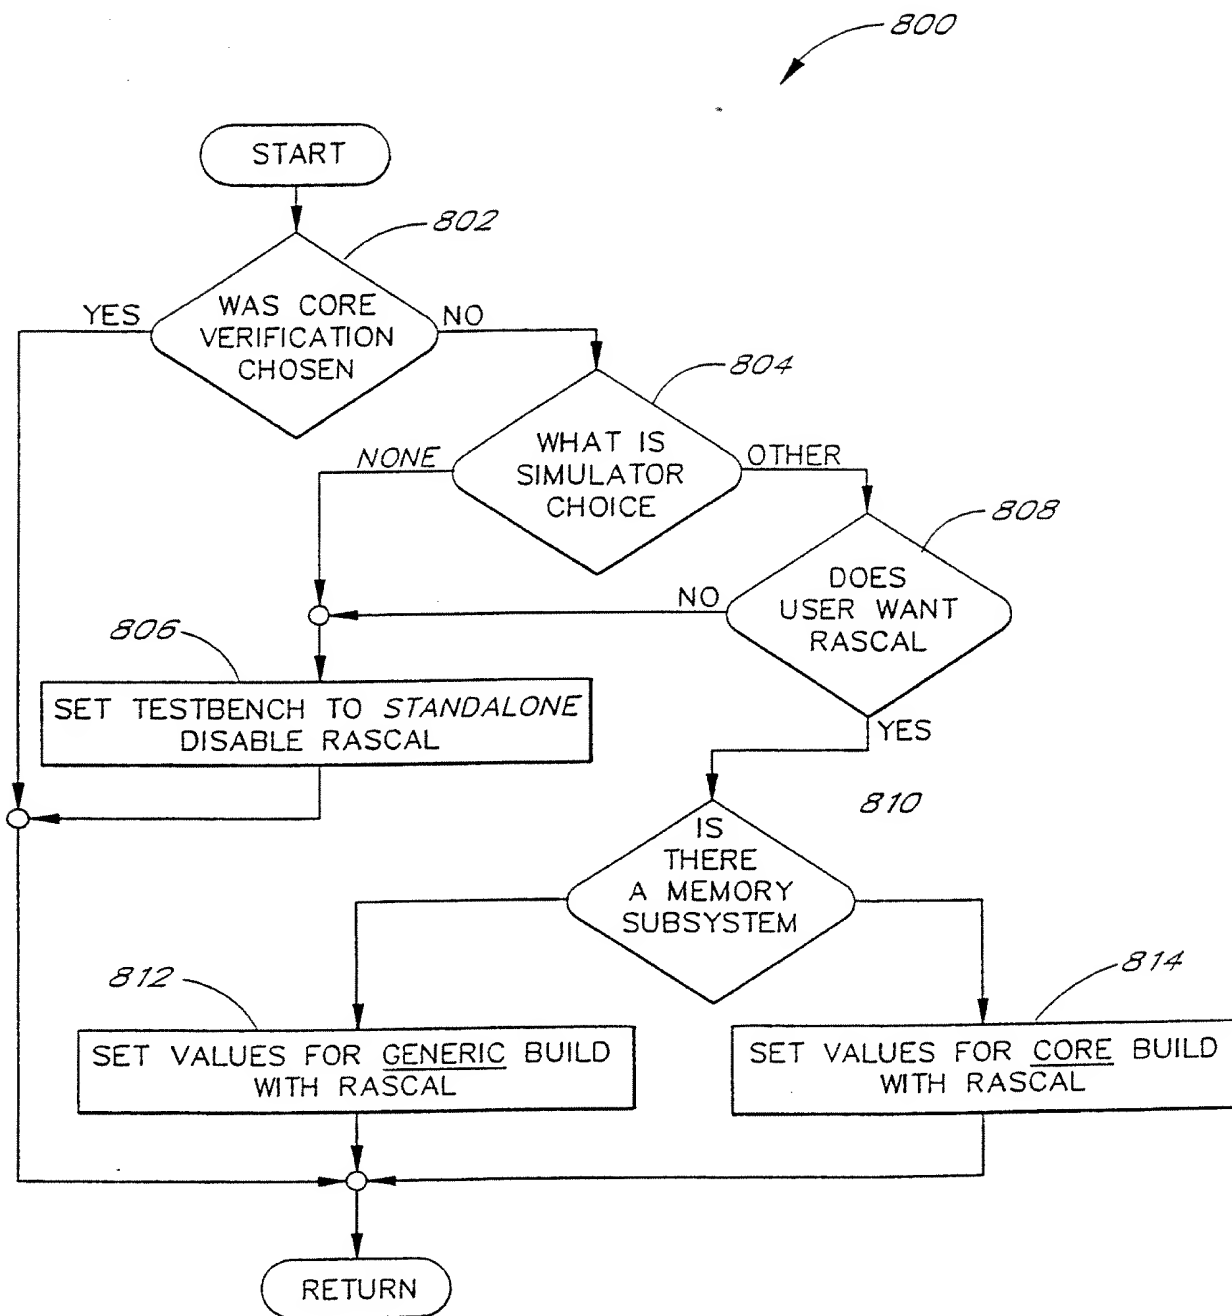 800
START
802
YES
WAS CORE
VERIFICATION
CHOSEN
NO
804
NONE
WHAT IS
SIMULATOR
CHOICE
OTHER
808
NO
DOES
USER WANT
RASCAL
YES
806
SET TESTBENCH TO STANDALONE
DISABLE RASCAL
810
IS
THERE
A MEMORY
SUBSYSTEM
812
SET VALUES FOR GENERIC BUILD
WITH RASCAL
814
SET VALUES FOR CORE BUILD
WITH RASCAL
RETURN